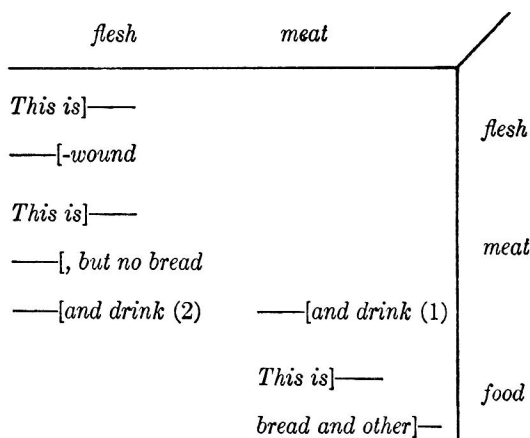 flesh meat
This is]—— flesh
——[-wound
This is]——
——[, but no bread meat
——[and drink (2) ——[and drink (1)
This is]——
food
bread and other]—